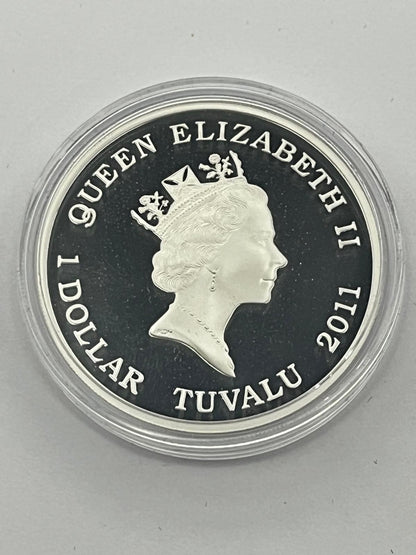 QUEEN ELIZABETH II
1 DOLLAR TUVALU 2011